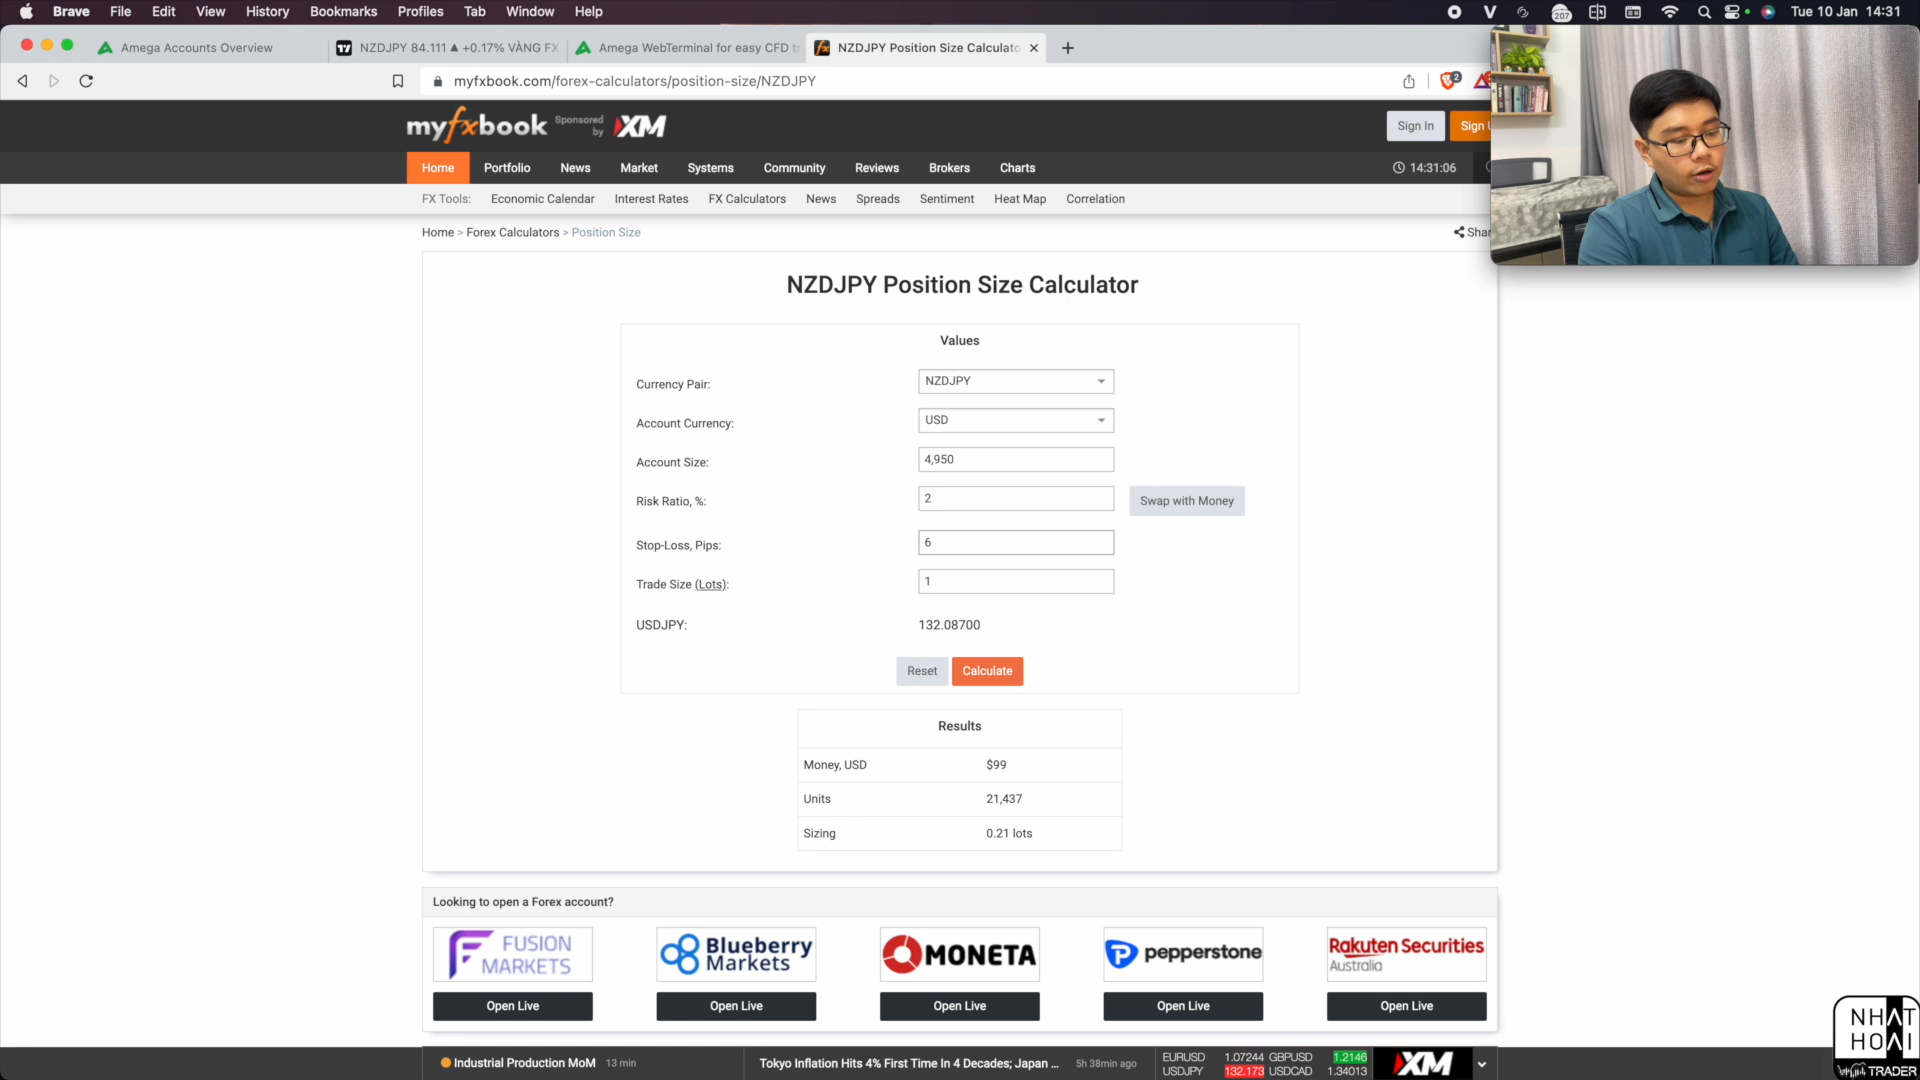 Brave File Edit View History Bookmarks Profiles Tab Window Help
207
Tue 10 Jan 14:31
Amega Accounts Overview
NZDJPY 84.111 ▲ +0.17% VÀNG FX
Amega WebTerminal for easy CFD t
NZDJPY Position Size Calculato
myfxbook.com/forex-calculators/position-size/NZDJPY
2
myfxbook
Sponsored by
XM
Sign In
Sign
Home Portfolio News Market Systems Community Reviews Brokers Charts
14:31:06
FX Tools: Economic Calendar Interest Rates FX Calculators News Spreads Sentiment Heat Map Correlation
Home > Forex Calculators > Position Size
Shar
NZDJPY Position Size Calculator
Values
Currency Pair: NZDJPY
Account Currency: USD
Account Size: 4,950
Risk Ratio, %: 2 Swap with Money
Stop-Loss, Pips: 6
Trade Size (Lots): 1
USDJPY: 132.08700
Reset Calculate
Results
Money, USD $99
Units 21,437
Sizing 0.21 lots
Looking to open a Forex account?
FUSION MARKETS
Blueberry Markets
MONETA
pepperstone
Rakuten Securities Australia
Open Live Open Live Open Live Open Live Open Live
Industrial Production MoM 13 min
Tokyo Inflation Hits 4% First Time In 4 Decades; Japan ... 5h 38min ago
EURUSD 1.07244 GBPUSD 1.2146
USDJPY 132.173 USDCAD 1.34013
XM
NHAT
HOAI
TRADER